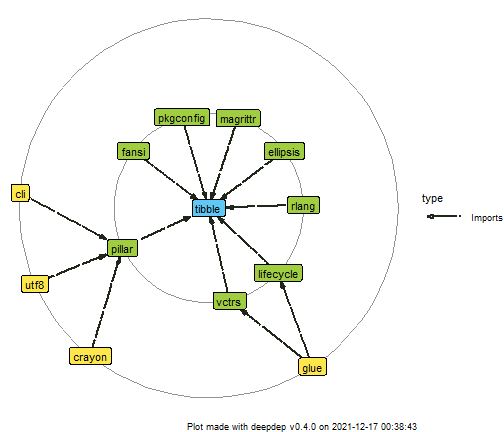 pkgconfig
magrittr
fansi
ellipsis
cli
tibble
rlang
type
Imports
pillar
lifecycle
utf8
vctrs
crayon
glue
Plot made with deepdep v0.4.0 on 2021-12-17 00:38:43